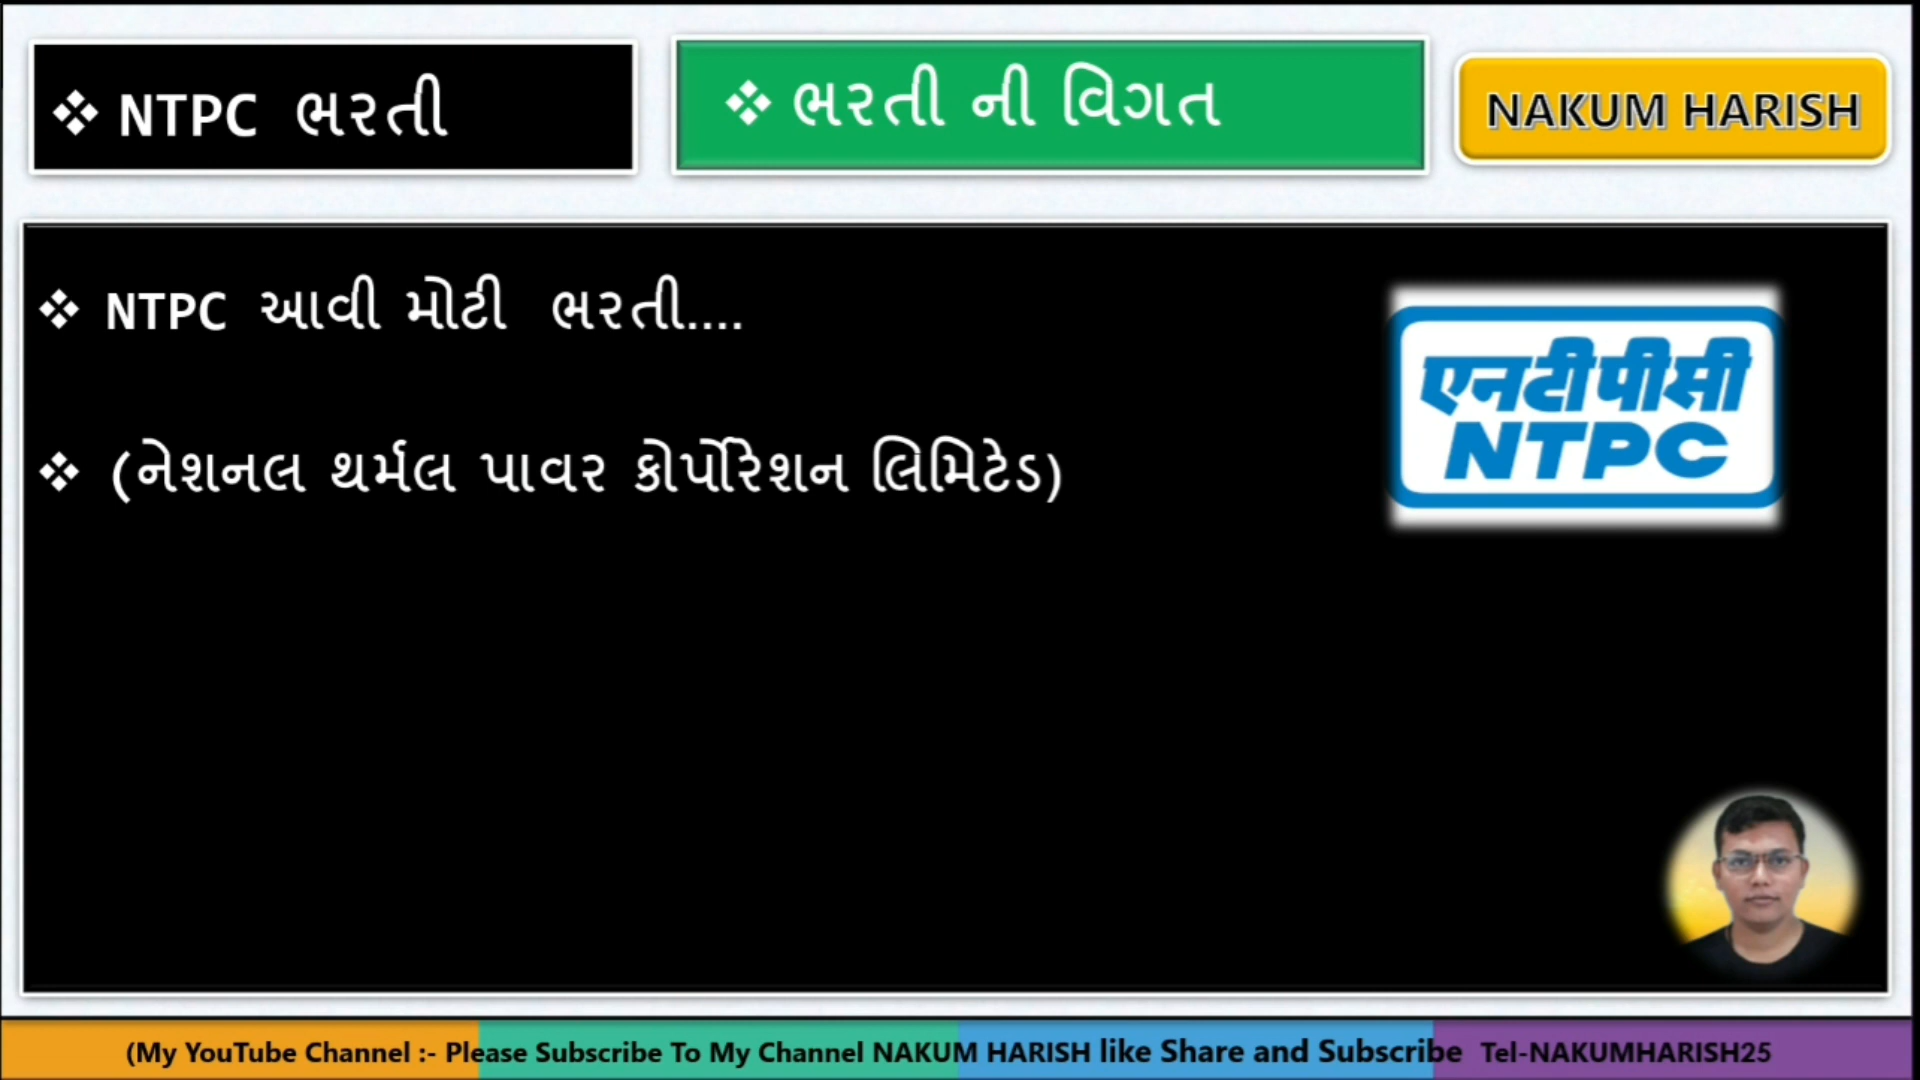 ❖ NTPC ભરતી
❖ ભરતી ની વિગત
NAKUM HARISH
❖ NTPC આવી મોટી ભરતી....
❖ (નેશનલ થર્મલ પાવર કોર્પોરેશન લિમિટેડ)
एनटीपीसी
NTPC
(My YouTube Channel :- Please Subscribe To My Channel NAKUM HARISH like Share and Subscribe Tel-NAKUMHARISH25